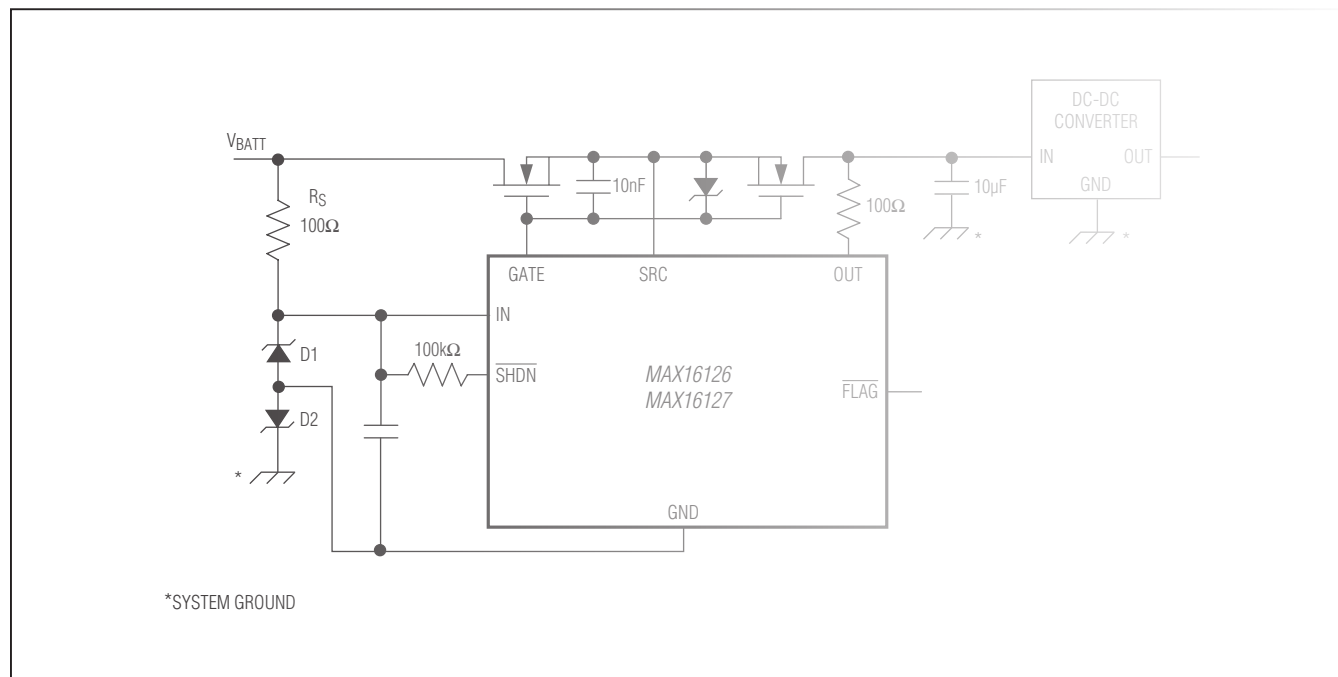 DC-DC
CONVERTER
IN
OUT
GND
*
VBATT
RS
100Ω
10nF
100Ω
10µF
*
GATE
SRC
OUT
IN
D1
100kΩ
SHDN
MAX16126
MAX16127
FLAG
D2
*
GND
*SYSTEM GROUND